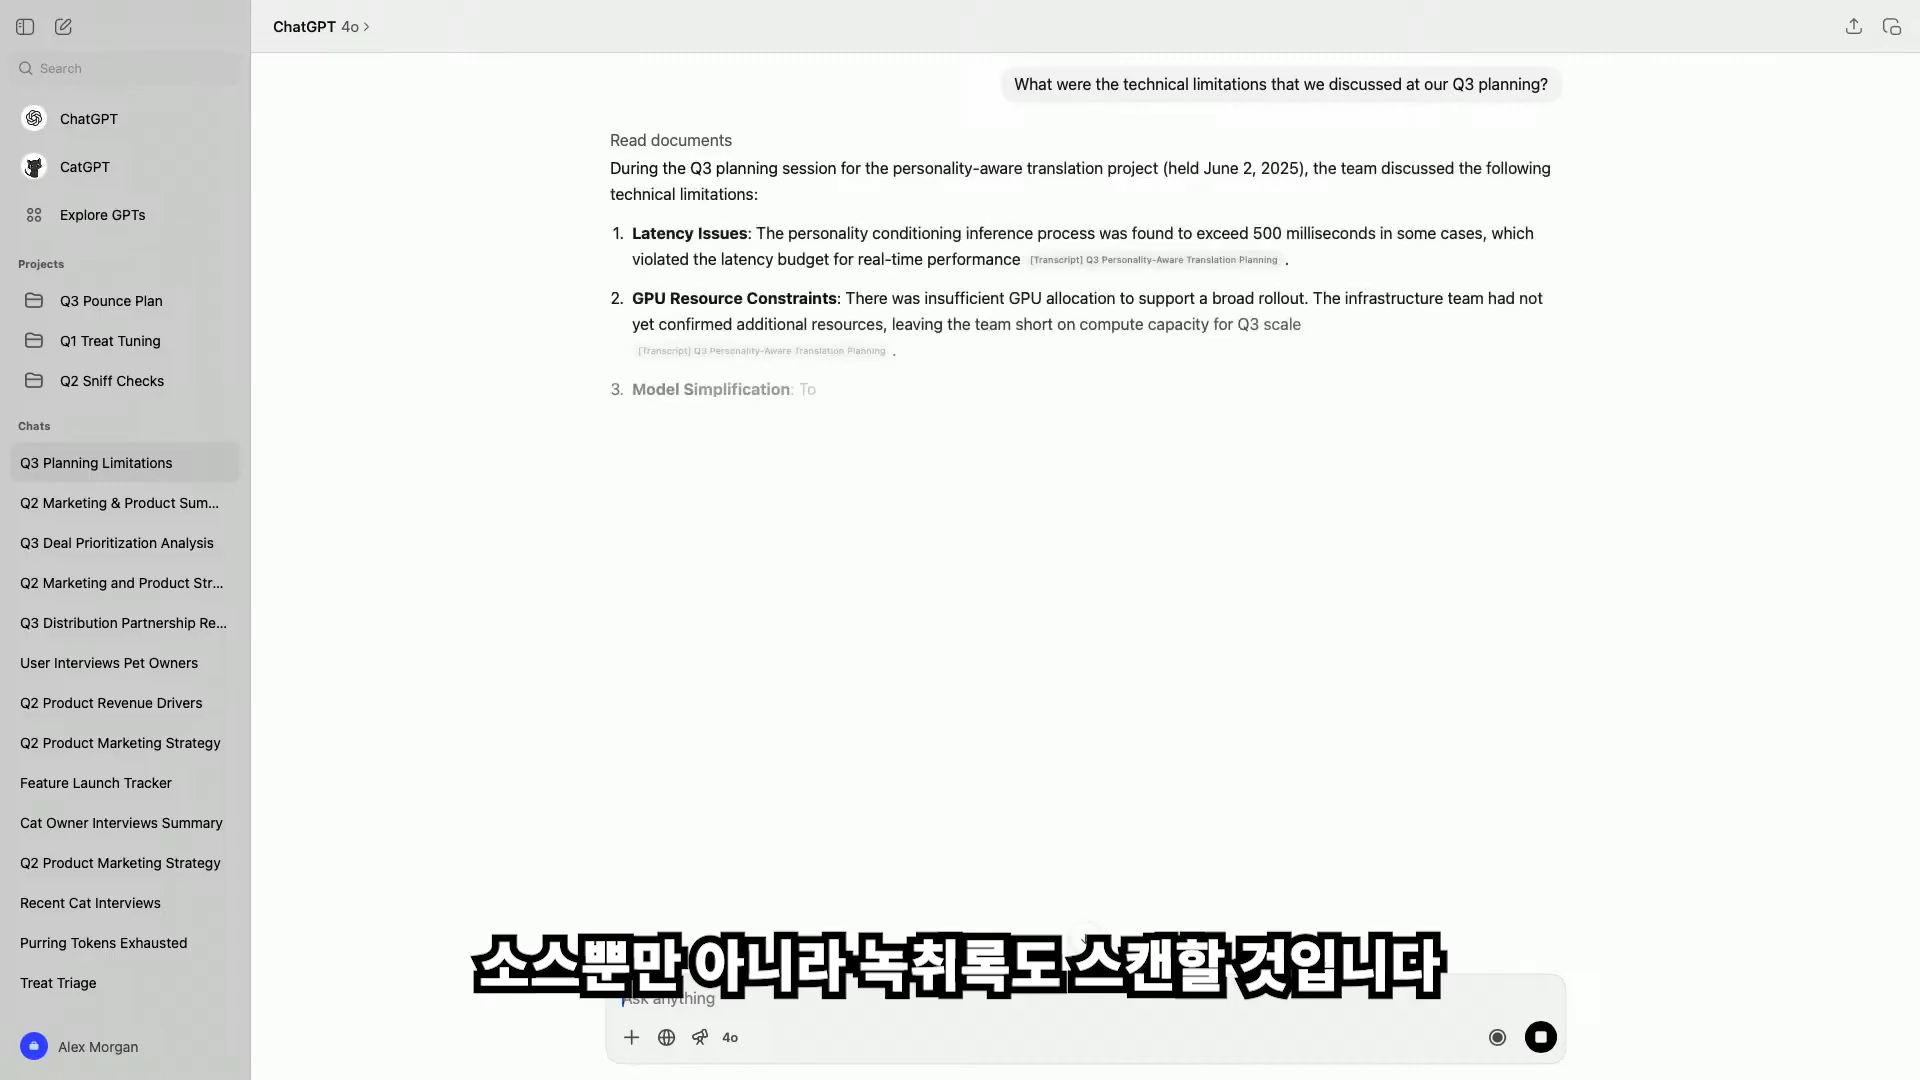 ChatGPT 4o >
Search
ChatGPT
CatGPT
Explore GPTs
Projects
Q3 Pounce Plan
Q1 Treat Tuning
Q2 Sniff Checks
Chats
Q3 Planning Limitations
Q2 Marketing & Product Sum...
Q3 Deal Prioritization Analysis
Q2 Marketing and Product Str...
Q3 Distribution Partnership Re...
User Interviews Pet Owners
Q2 Product Revenue Drivers
Q2 Product Marketing Strategy
Feature Launch Tracker
Cat Owner Interviews Summary
Q2 Product Marketing Strategy
Recent Cat Interviews
Purring Tokens Exhausted
Treat Triage
Alex Morgan
What were the technical limitations that we discussed at our Q3 planning?
Read documents
During the Q3 planning session for the personality-aware translation project (held June 2, 2025), the team discussed the following
technical limitations:
1. Latency Issues: The personality conditioning inference process was found to exceed 500 milliseconds in some cases, which
violated the latency budget for real-time performance [Transcript] Q3 Personality-Aware Translation Planning .
2. GPU Resource Constraints: There was insufficient GPU allocation to support a broad rollout. The infrastructure team had not
yet confirmed additional resources, leaving the team short on compute capacity for Q3 scale
[Transcript] Q3 Personality-Aware Translation Planning .
3. Model Simplification: To
소스뿐만 아니라 녹취록도 스캔할 것입니다
Ask anything
4o